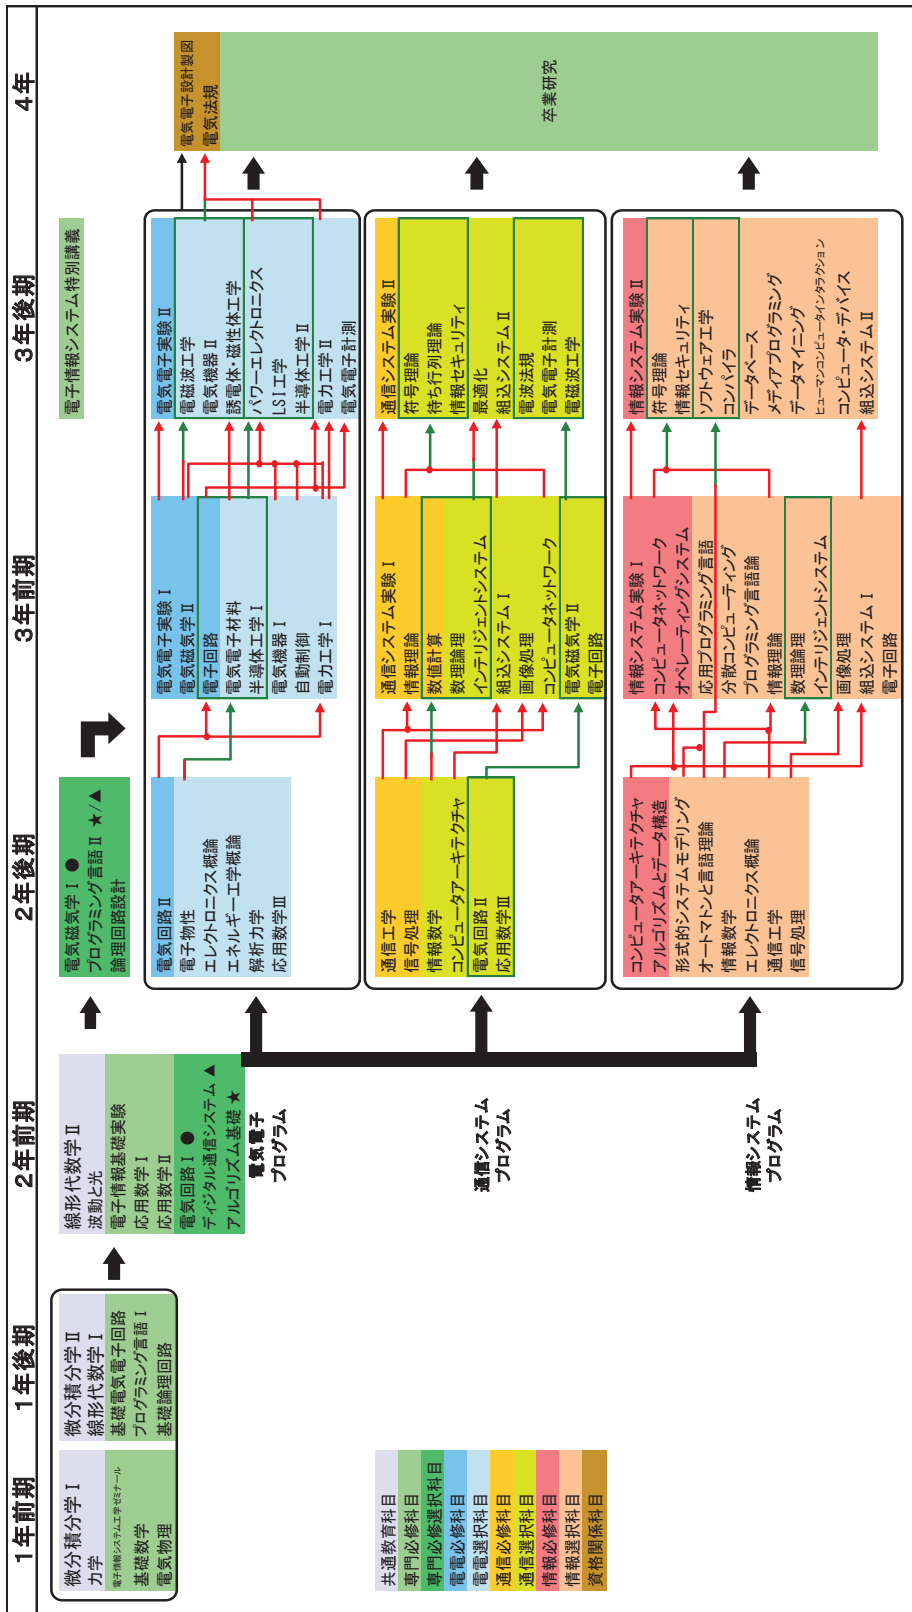 1年前期
1年後期
2年前期
2年後期
3年前期
3年後期
4年
微分積分学Ⅰ
力学
電子情報システム工学ゼミナール
基礎数学
電気物理
微分積分学Ⅱ
線形代数学Ⅰ
基礎電気電子回路
プログラミング言語Ⅰ
基礎論理回路
線形代数学Ⅱ
波動と光
電子情報基礎実験
応用数学Ⅰ
応用数学Ⅱ
電気回路Ⅰ ●
ディジタル通信システム ▲
アルゴリズム基礎 ★
電気磁気学Ⅰ ●
プログラミング言語Ⅱ ★/▲
論理回路設計
電子情報システム特別講義
電気電子
プログラム
電気回路Ⅱ
電子物性
エレクトロニクス概論
エネルギー工学概論
解析力学
応用数学Ⅲ
電気電子実験Ⅰ
電気磁気学Ⅱ
電子回路
電気電子材料
半導体工学Ⅰ
電気機器Ⅰ
自動制御
電力工学Ⅰ
電気電子実験Ⅱ
電磁波工学
電気機器Ⅱ
誘電体・磁性体工学
パワーエレクトロニクス
LSI工学
半導体工学Ⅱ
電力工学Ⅱ
電気電子計測
電気電子設計製図
電気法規
卒業研究
通信システム
プログラム
通信工学
信号処理
情報数学
コンピュータアーキテクチャ
電気回路Ⅱ
応用数学Ⅲ
通信システム実験Ⅰ
情報理論
数値計算
数理論理
インテリジェントシステム
組込システムⅠ
画像処理
コンピュータネットワーク
電気磁気学Ⅱ
電子回路
通信システム実験Ⅱ
符号理論
待ち行列理論
情報セキュリティ
最適化
組込システムⅡ
電波法規
電気電子計測
電磁波工学
情報システム
プログラム
コンピュータアーキテクチャ
アルゴリズムとデータ構造
形式的システムモデリング
オートマトンと言語理論
情報数学
エレクトロニクス概論
通信工学
信号処理
情報システム実験Ⅰ
コンピュータネットワーク
オペレーティングシステム
応用プログラミング言語
分散コンピューティング
プログラミング言語論
情報理論
数理論理
インテリジェントシステム
画像処理
組込システムⅠ
電子回路
情報システム実験Ⅱ
符号理論
情報セキュリティ
ソフトウェア工学
コンパイラ
データベース
メディアプログラミング
データマイニング
ヒューマンコンピュータインタラクション
コンピュータ・デバイス
組込システムⅡ
共通教育科目
専門必修科目
専門必修選択科目
電電必修科目
電電選択科目
通信必修科目
通信選択科目
情報必修科目
情報選択科目
資格関係科目